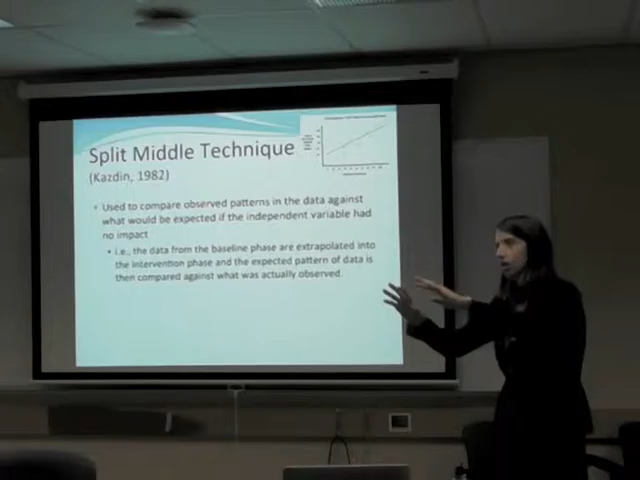 Split Middle Technique
(Kazdin, 1982)
• Used to compare observed patterns in the data against
what would be expected if the independent variable had
no impact
• i.e., the data from the baseline phase are extrapolated into
the intervention phase and the expected pattern of data is
then compared against what was actually observed.